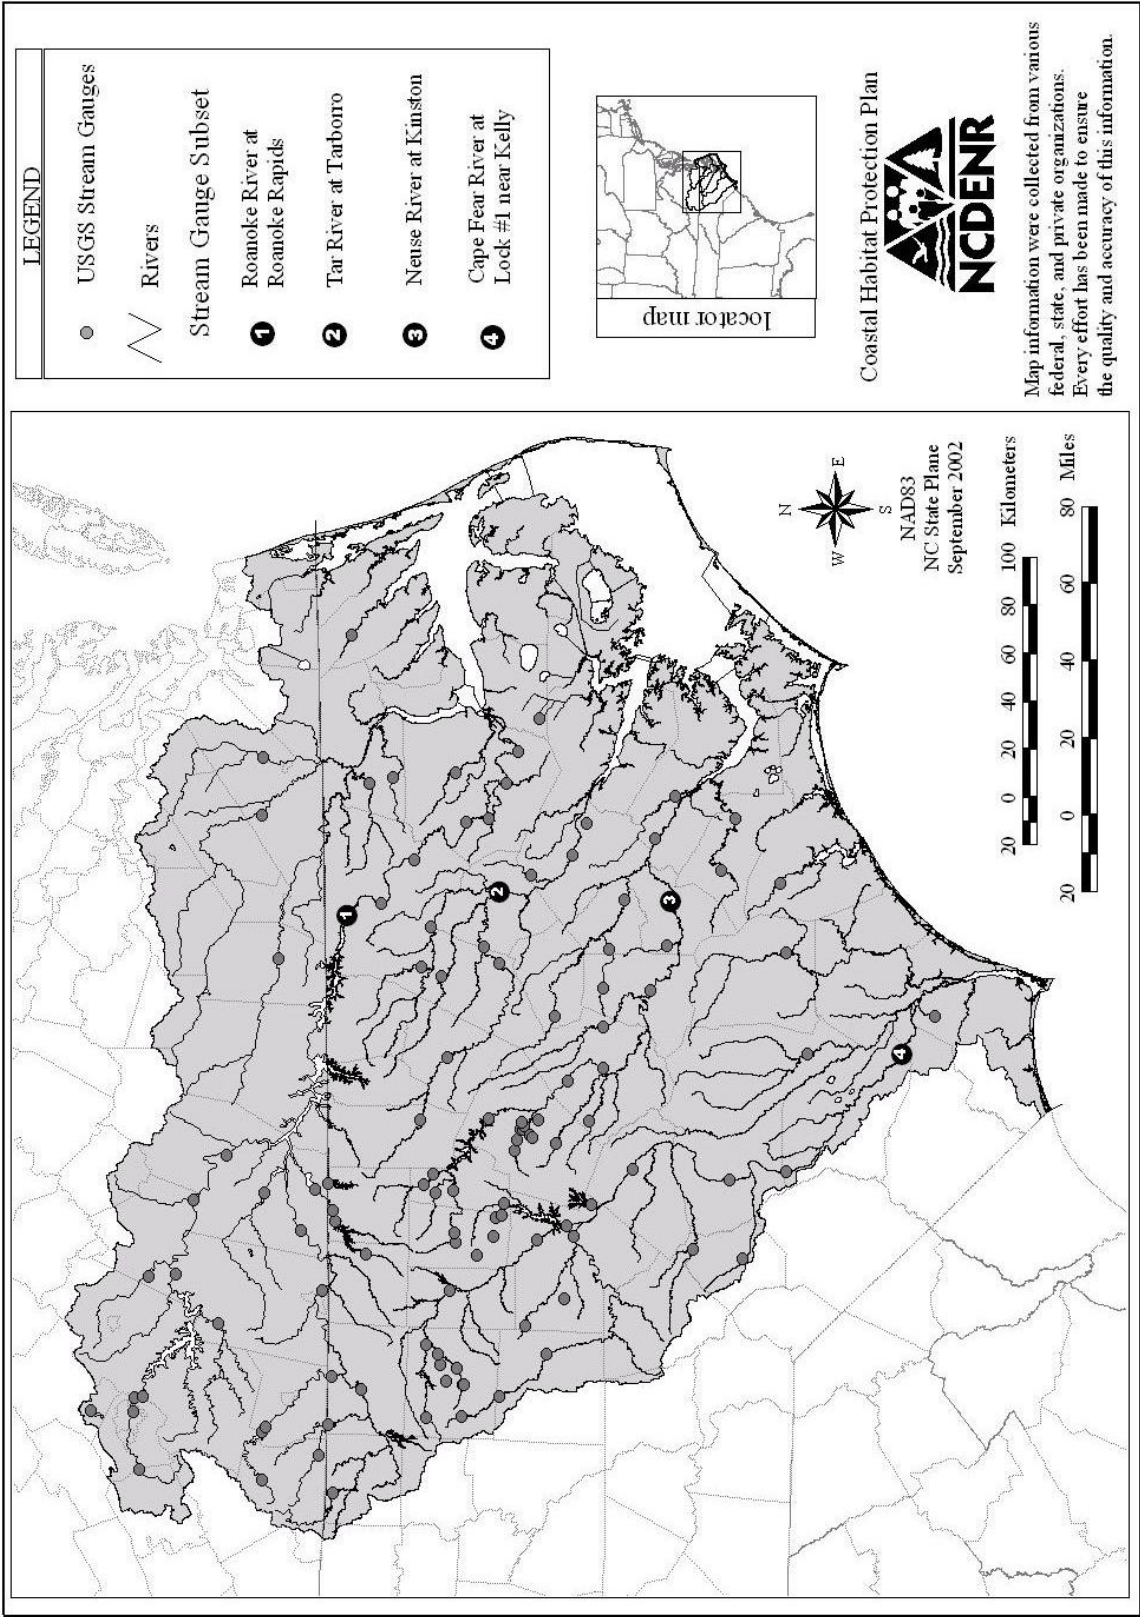 LEGEND
USGS Stream Gauges
Rivers
Stream Gauge Subset
1 Roanoke River at
Roanoke Rapids
2 Tar River at Tarboro
3 Neuse River at Kinston
4 Cape Fear River at
Lock #1 near Kelly
locator map
Coastal Habitat Protection Plan
NCDENR
Map information were collected from various
federal, state, and private organizations.
Every effort has been made to ensure
the quality and accuracy of this information.
1
2
3
4
N
W E
S
NAD83
NC State Plane
September 2002
20 0 20 40 60 80 100 Kilometers
20 0 20 40 60 80 Miles